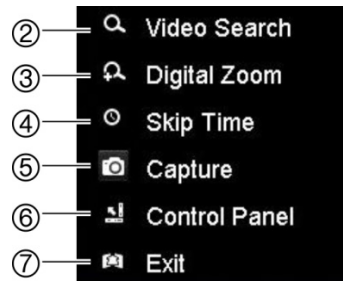 ② Video Search
③ Digital Zoom
④ Skip Time
⑤ Capture
⑥ Control Panel
⑦ Exit